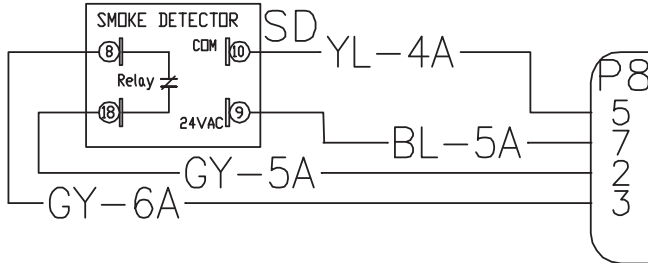 SMOKE DETECTOR
SD
8
COM
10
YL-4A
P8
Relay
5
18
24VAC
9
BL-5A
7
GY-5A
2
GY-6A
3